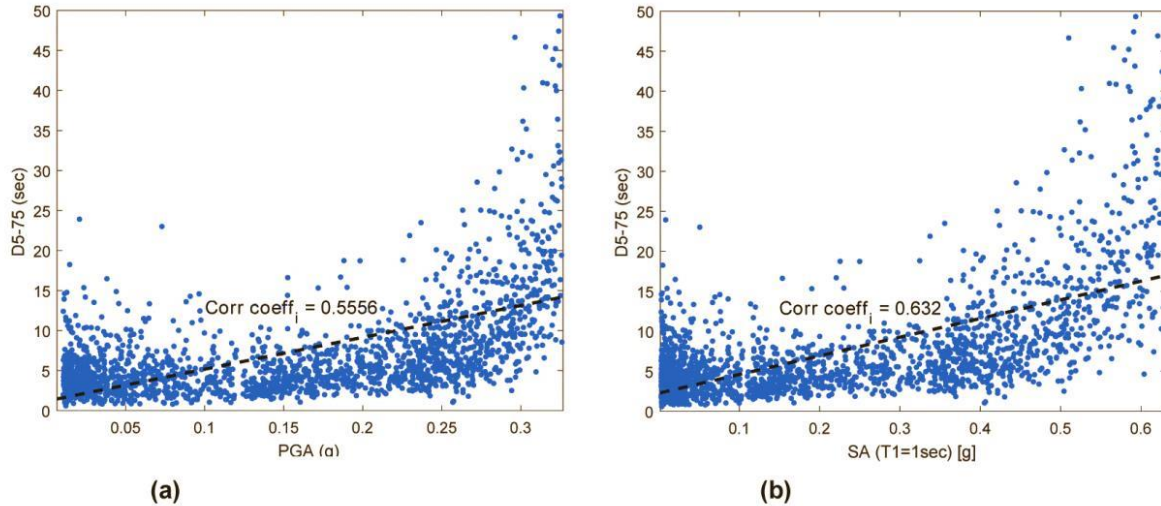 50
45
40
35
30
25
20
15
10
5
0
D5-75 (sec)
Corr coeff_i = 0.5556
0.05 0.1 0.15 0.2 0.25 0.3
PGA (g)
(a)
50
45
40
35
30
25
20
15
10
5
0
D5-75 (sec)
Corr coeff_i = 0.632
0.1 0.2 0.3 0.4 0.5 0.6
SA (T1=1sec) [g]
(b)